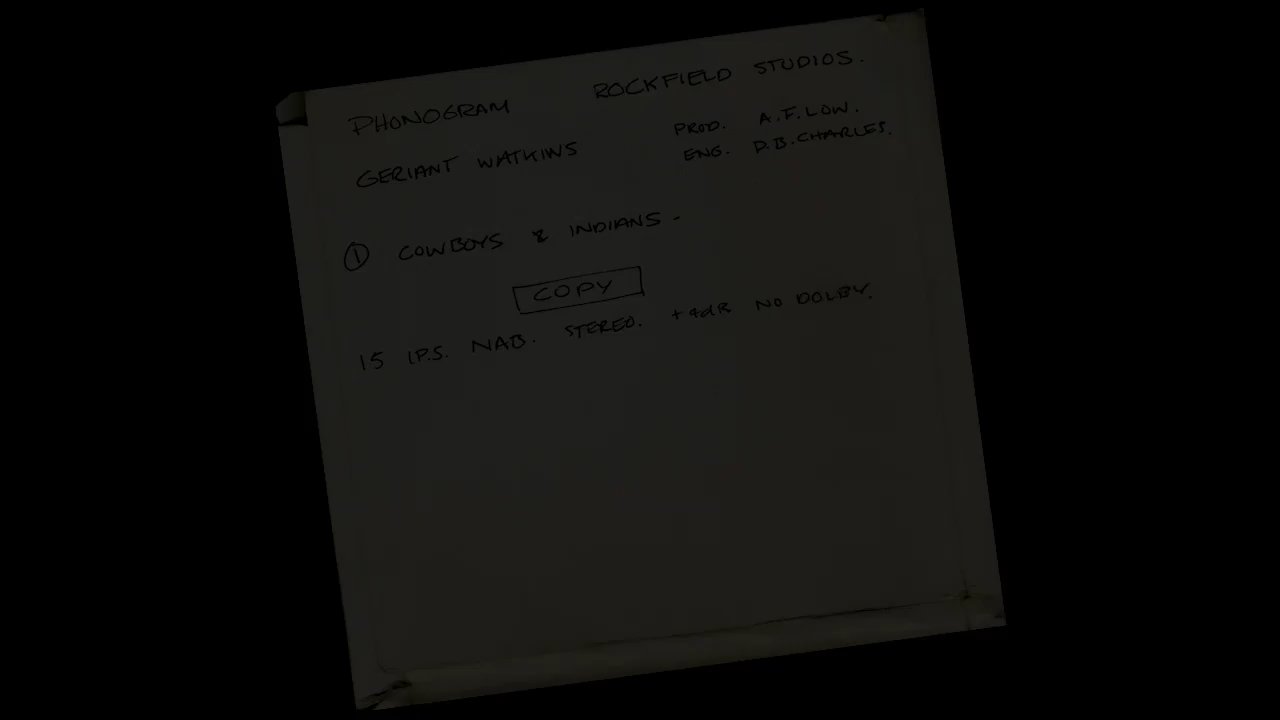 PHONOGRAM ROCKFIELD STUDIOS.
GERIANT WATKINS PROD. A.F. LOW.
ENG. D.B. CHARLES.
① COWBOYS & INDIANS -
COPY
15 I.P.S. NAB. STEREO. +4dB NO DOLBY.